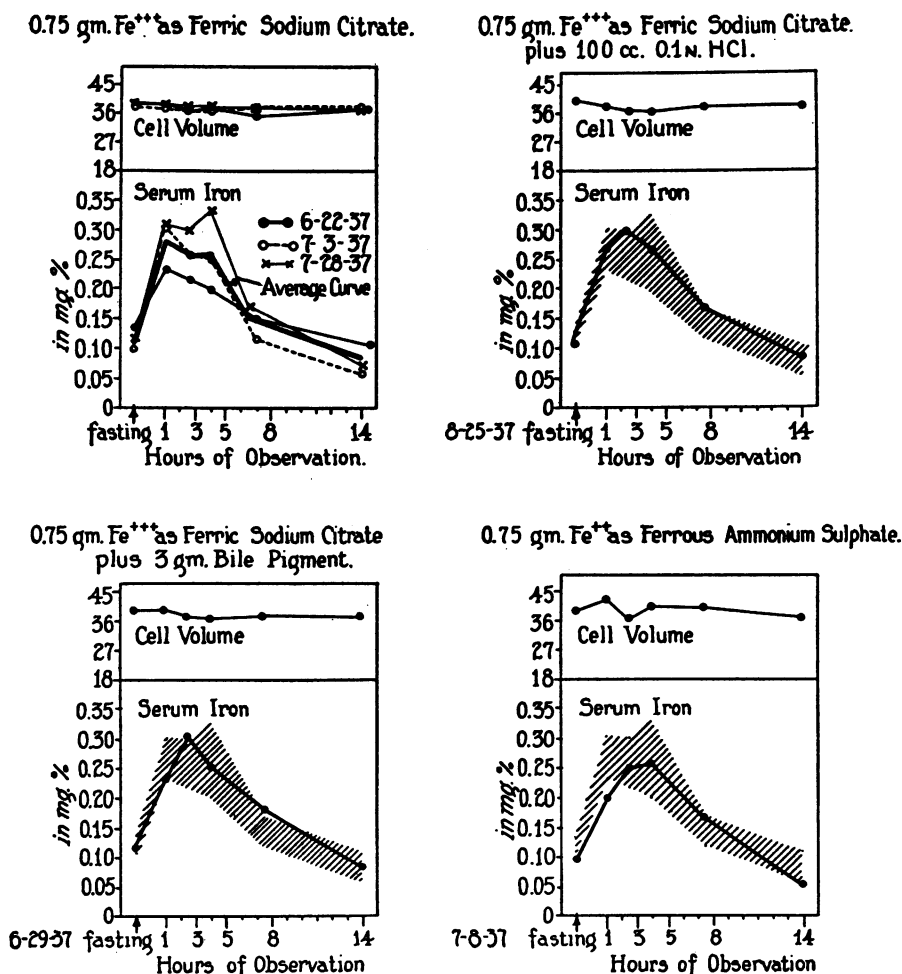 0.75 gm. Fe+++ as Ferric Sodium Citrate.
45
36
27
18
Cell Volume
Serum Iron
0.35
0.30
0.25
0.20
0.15
0.10
0.05
0
in mg %
6-22-37
7-3-37
7-28-37
Average Curve
fasting 1 3 5 8 14
Hours of Observation.
0.75 gm. Fe+++ as Ferric Sodium Citrate.
plus 100 cc. 0.1 N. HCl.
45
36
27
18
Cell Volume
Serum Iron
0.35
0.30
0.25
0.20
0.15
0.10
0.05
0
in mg %
8-25-37 fasting 1 3 5 8 14
Hours of Observation
0.75 gm. Fe+++ as Ferric Sodium Citrate
plus 3 gm. Bile Pigment.
45
36
27
18
Cell Volume
Serum Iron
0.35
0.30
0.25
0.20
0.15
0.10
0.05
0
in mg %
6-29-37 fasting 1 3 5 8 14
Hours of Observation
0.75 gm. Fe++ as Ferrous Ammonium Sulphate.
45
36
27
18
Cell Volume
Serum Iron
0.35
0.30
0.25
0.20
0.15
0.10
0.05
0
in mg. %
7-8-37 fasting 1 3 5 8 14
Hours of Observation